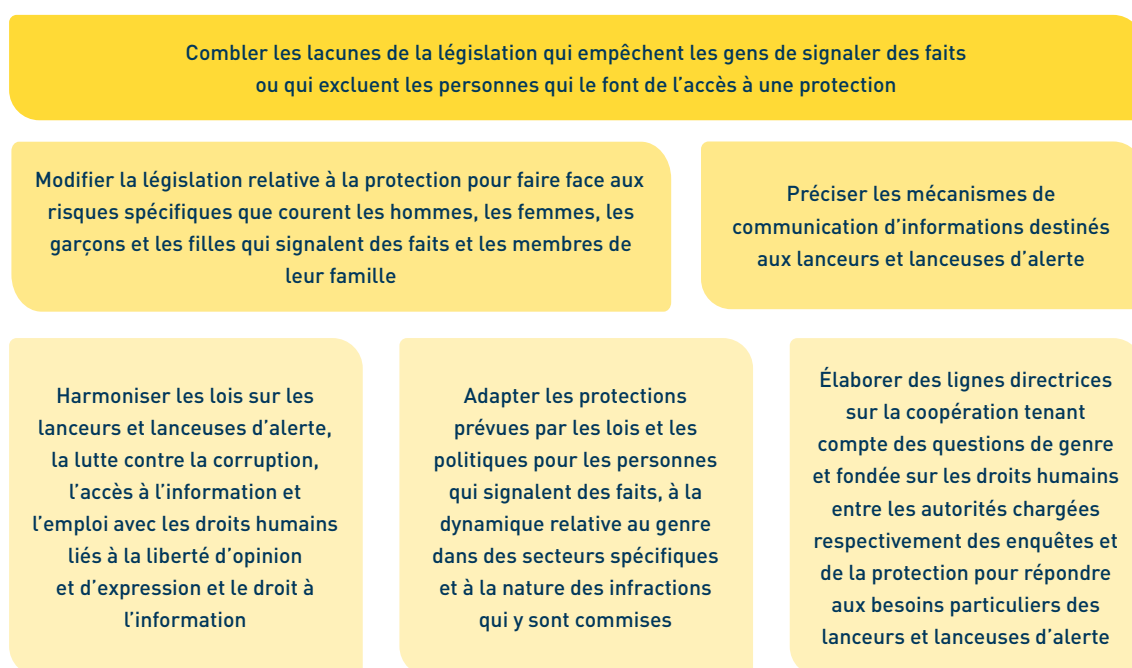 Combler les lacunes de la législation qui empêchent les gens de signaler des faits
ou qui excluent les personnes qui le font de l’accès à une protection
Modifier la législation relative à la protection pour faire face aux
risques spécifiques que courent les hommes, les femmes, les
garçons et les filles qui signalent des faits et les membres de
leur famille
Préciser les mécanismes de
communication d’informations destinés
aux lanceurs et lanceuses d’alerte
Harmoniser les lois sur les
lanceurs et lanceuses d’alerte,
la lutte contre la corruption,
l’accès à l’information et
l’emploi avec les droits humains
liés à la liberté d’opinion
et d’expression et le droit à
l’information
Adapter les protections
prévues par les lois et les
politiques pour les personnes
qui signalent des faits, à la
dynamique relative au genre
dans des secteurs spécifiques
et à la nature des infractions
qui y sont commises
Élaborer des lignes directrices
sur la coopération tenant
compte des questions de genre
et fondée sur les droits humains
entre les autorités chargées
respectivement des enquêtes et
de la protection pour répondre
aux besoins particuliers des
lanceurs et lanceuses d’alerte